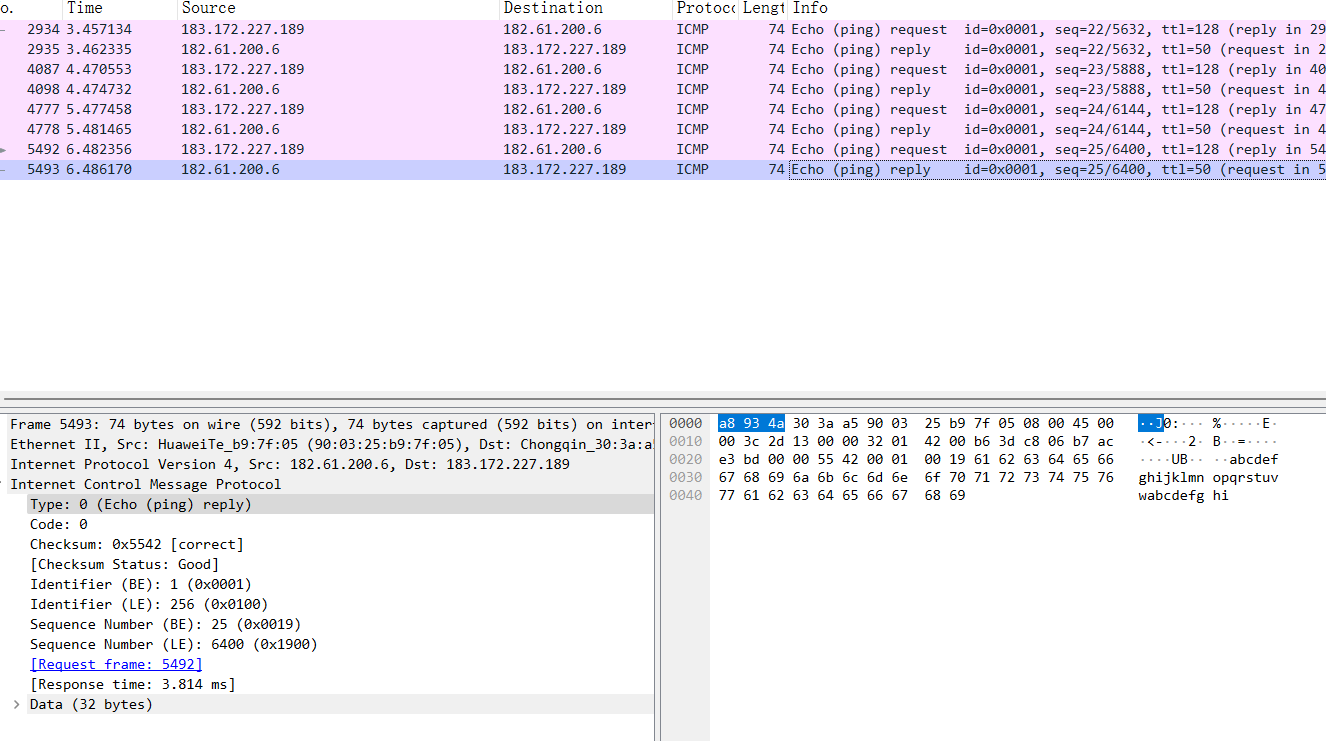 o. Time Source Destination Protoc Lengt Info
2934 3.457134 183.172.227.189 182.61.200.6 ICMP 74 Echo (ping) request id=0x0001, seq=22/5632, ttl=128 (reply in 29
2935 3.462335 182.61.200.6 183.172.227.189 ICMP 74 Echo (ping) reply id=0x0001, seq=22/5632, ttl=50 (request in 2
4087 4.470553 183.172.227.189 182.61.200.6 ICMP 74 Echo (ping) request id=0x0001, seq=23/5888, ttl=128 (reply in 40
4098 4.474732 182.61.200.6 183.172.227.189 ICMP 74 Echo (ping) reply id=0x0001, seq=23/5888, ttl=50 (request in 4
4777 5.477458 183.172.227.189 182.61.200.6 ICMP 74 Echo (ping) request id=0x0001, seq=24/6144, ttl=128 (reply in 47
4778 5.481465 182.61.200.6 183.172.227.189 ICMP 74 Echo (ping) reply id=0x0001, seq=24/6144, ttl=50 (request in 4
5492 6.482356 183.172.227.189 182.61.200.6 ICMP 74 Echo (ping) request id=0x0001, seq=25/6400, ttl=128 (reply in 54
5493 6.486170 182.61.200.6 183.172.227.189 ICMP 74 Echo (ping) reply id=0x0001, seq=25/6400, ttl=50 (request in 5
Frame 5493: 74 bytes on wire (592 bits), 74 bytes captured (592 bits) on inter
Ethernet II, Src: HuaweiTe_b9:7f:05 (90:03:25:b9:7f:05), Dst: Chongqin_30:3a:a
Internet Protocol Version 4, Src: 182.61.200.6, Dst: 183.172.227.189
Internet Control Message Protocol
Type: 0 (Echo (ping) reply)
Code: 0
Checksum: 0x5542 [correct]
[Checksum Status: Good]
Identifier (BE): 1 (0x0001)
Identifier (LE): 256 (0x0100)
Sequence Number (BE): 25 (0x0019)
Sequence Number (LE): 6400 (0x1900)
[Request frame: 5492]
[Response time: 3.814 ms]
Data (32 bytes)
0000 a8 93 4a 30 3a a5 90 03 25 b9 7f 05 08 00 45 00 ··J0:··· %·····E·
0010 00 3c 2d 13 00 00 32 01 42 00 b6 3d c8 06 b7 ac ·<-···2· B··=····
0020 e3 bd 00 00 55 42 00 01 00 19 61 62 63 64 65 66 ····UB·· ··abcdef
0030 67 68 69 6a 6b 6c 6d 6e 6f 70 71 72 73 74 75 76 ghijklmn opqrstuv
0040 77 61 62 63 64 65 66 67 68 69 wabcdefg hi